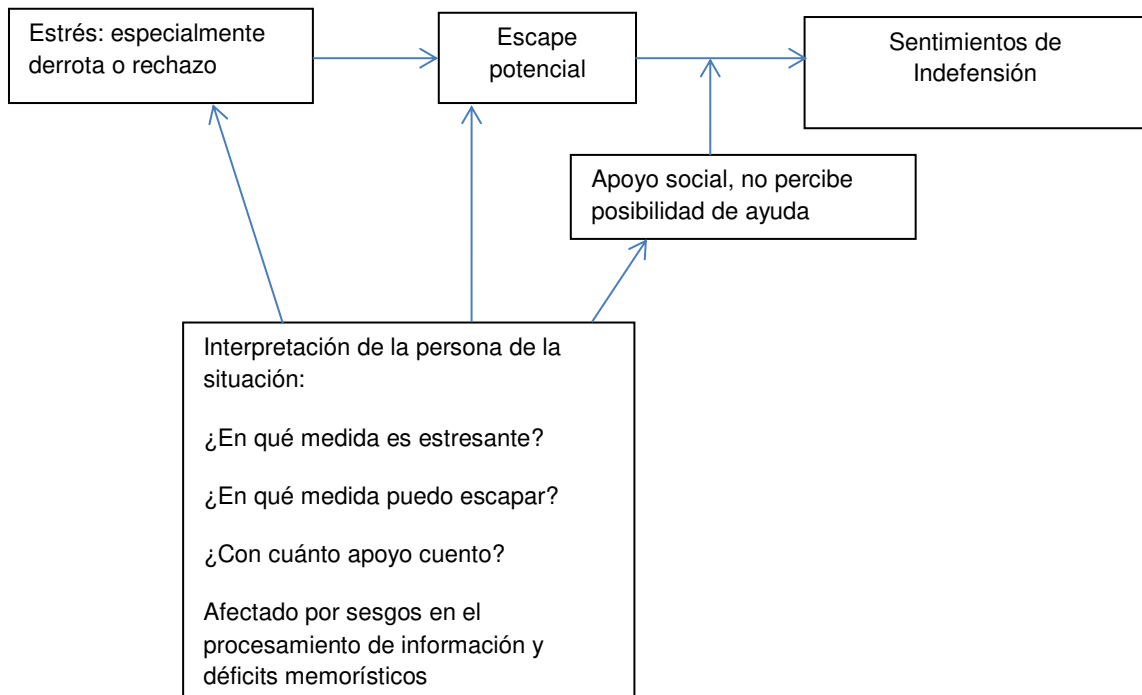 Estrés: especialmente
derrota o rechazo
Escape
potencial
Sentimientos de
Indefensión
Apoyo social, no percibe
posibilidad de ayuda
Interpretación de la persona de la
situación:
¿En qué medida es estresante?
¿En qué medida puedo escapar?
¿Con cuánto apoyo cuento?
Afectado por sesgos en el
procesamiento de información y
déficits memorísticos